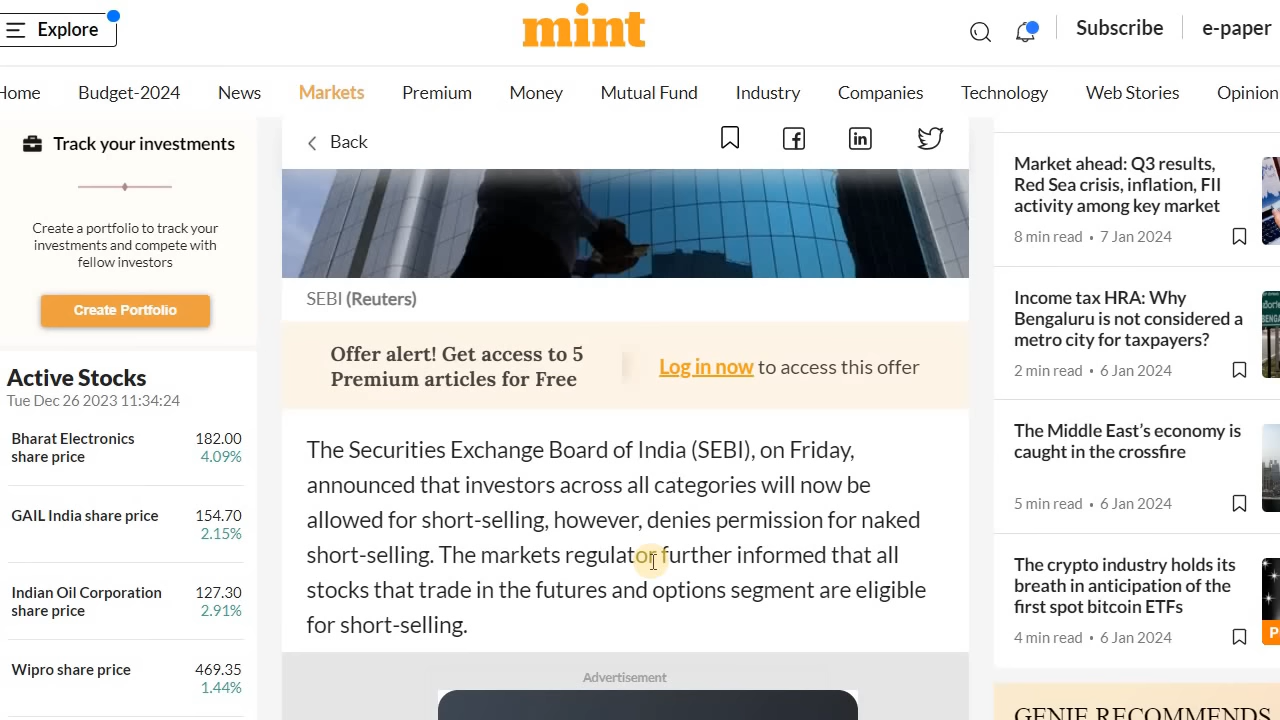 Explore
mint
Subscribe
e-paper
Home
Budget-2024
News
Markets
Premium
Money
Mutual Fund
Industry
Companies
Technology
Web Stories
Opinion
Track your investments
Create a portfolio to track your
investments and compete with
fellow investors
Create Portfolio
Active Stocks
Tue Dec 26 2023 11:34:24
Bharat Electronics 182.00
share price 4.09%
GAIL India share price 154.70
2.15%
Indian Oil Corporation 127.30
share price 2.91%
Wipro share price 469.35
1.44%
Back
SEBI (Reuters)
Offer alert! Get access to 5
Premium articles for Free
Log in now to access this offer
The Securities Exchange Board of India (SEBI), on Friday,
announced that investors across all categories will now be
allowed for short-selling, however, denies permission for naked
short-selling. The markets regulator further informed that all
stocks that trade in the futures and options segment are eligible
for short-selling.
Advertisement
Market ahead: Q3 results,
Red Sea crisis, inflation, FII
activity among key market
8 min read • 7 Jan 2024
Income tax HRA: Why
Bengaluru is not considered a
metro city for taxpayers?
2 min read • 6 Jan 2024
The Middle East’s economy is
caught in the crossfire
5 min read • 6 Jan 2024
The crypto industry holds its
breath in anticipation of the
first spot bitcoin ETFs
4 min read • 6 Jan 2024
GENIE RECOMMENDS